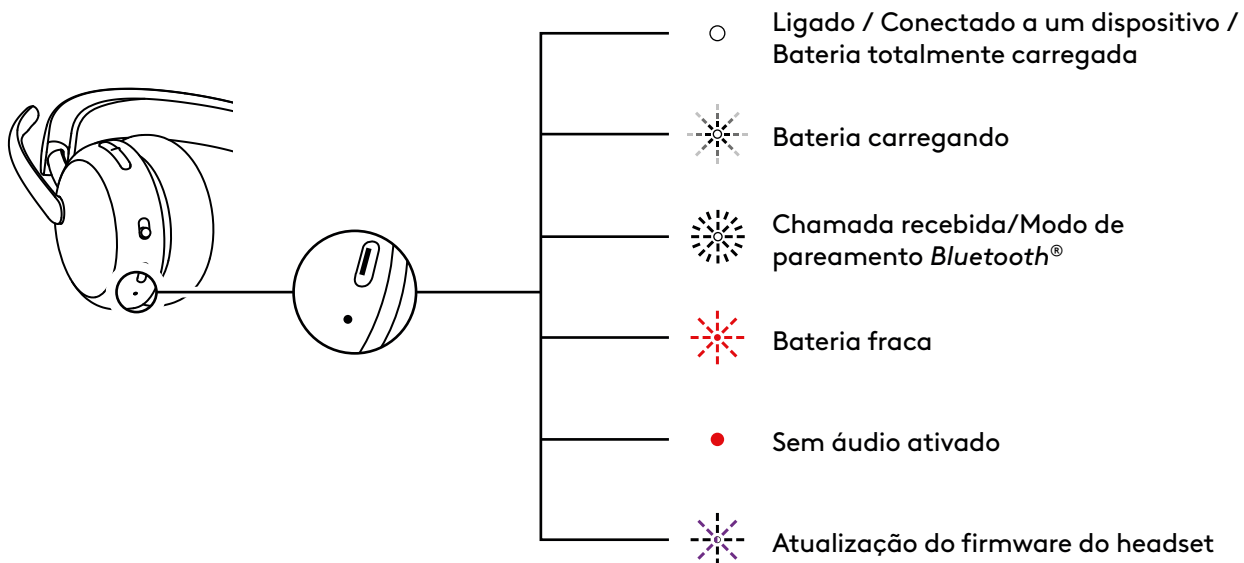 Ligado / Conectado a um dispositivo /
Bateria totalmente carregada
Bateria carregando
Chamada recebida/Modo de
pareamento Bluetooth®
Bateria fraca
Sem áudio ativado
Atualização do firmware do headset